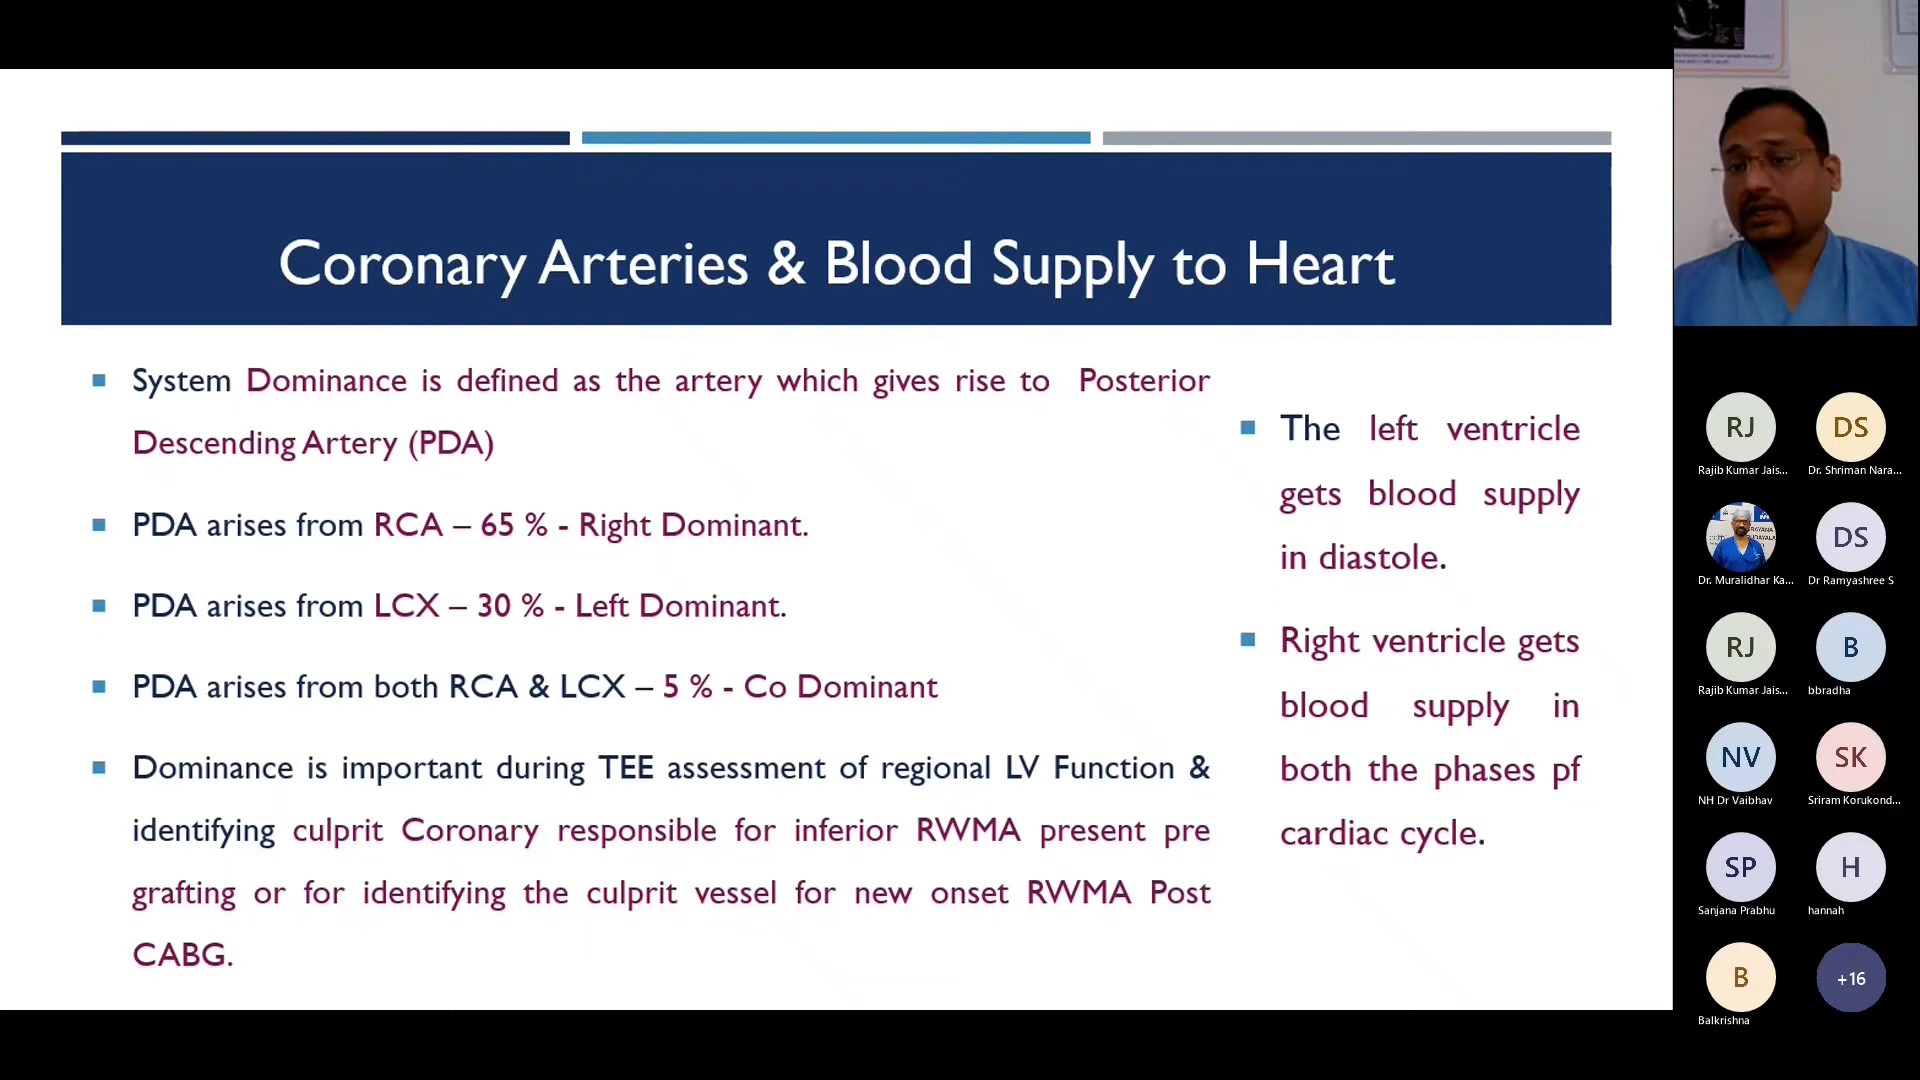 Coronary Arteries & Blood Supply to Heart
System Dominance is defined as the artery which gives rise to Posterior
Descending Artery (PDA)
PDA arises from RCA – 65 % - Right Dominant.
PDA arises from LCX – 30 % - Left Dominant.
PDA arises from both RCA & LCX – 5 % - Co Dominant
Dominance is important during TEE assessment of regional LV Function &
identifying culprit Coronary responsible for inferior RWMA present pre
grafting or for identifying the culprit vessel for new onset RWMA Post
CABG.
The left ventricle
gets blood supply
in diastole.
Right ventricle gets
blood supply in
both the phases pf
cardiac cycle.
RJ
Rajib Kumar Jais...
DS
Dr. Shriman Nara...
Dr. Muralidhar Ka...
DS
Dr Ramyashree S
RJ
Rajib Kumar Jais...
B
bbradha
NV
NH Dr Vaibhav
SK
Sriram Korukond...
SP
Sanjana Prabhu
H
hannah
B
Balkrishna
+16